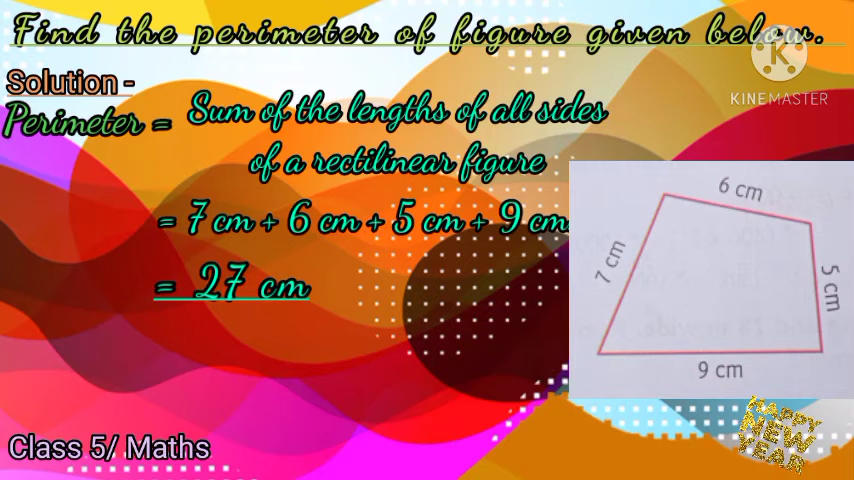 Find the perimeter of figure given below.
KINEMASTER
Solution -
Perimeter = Sum of the lengths of all sides
of a rectilinear figure
= 7 cm + 6 cm + 5 cm + 9 cm
= 27 cm
6 cm
7 cm
5 cm
9 cm
HAPPY
NEW
YEAR
Class 5/ Maths